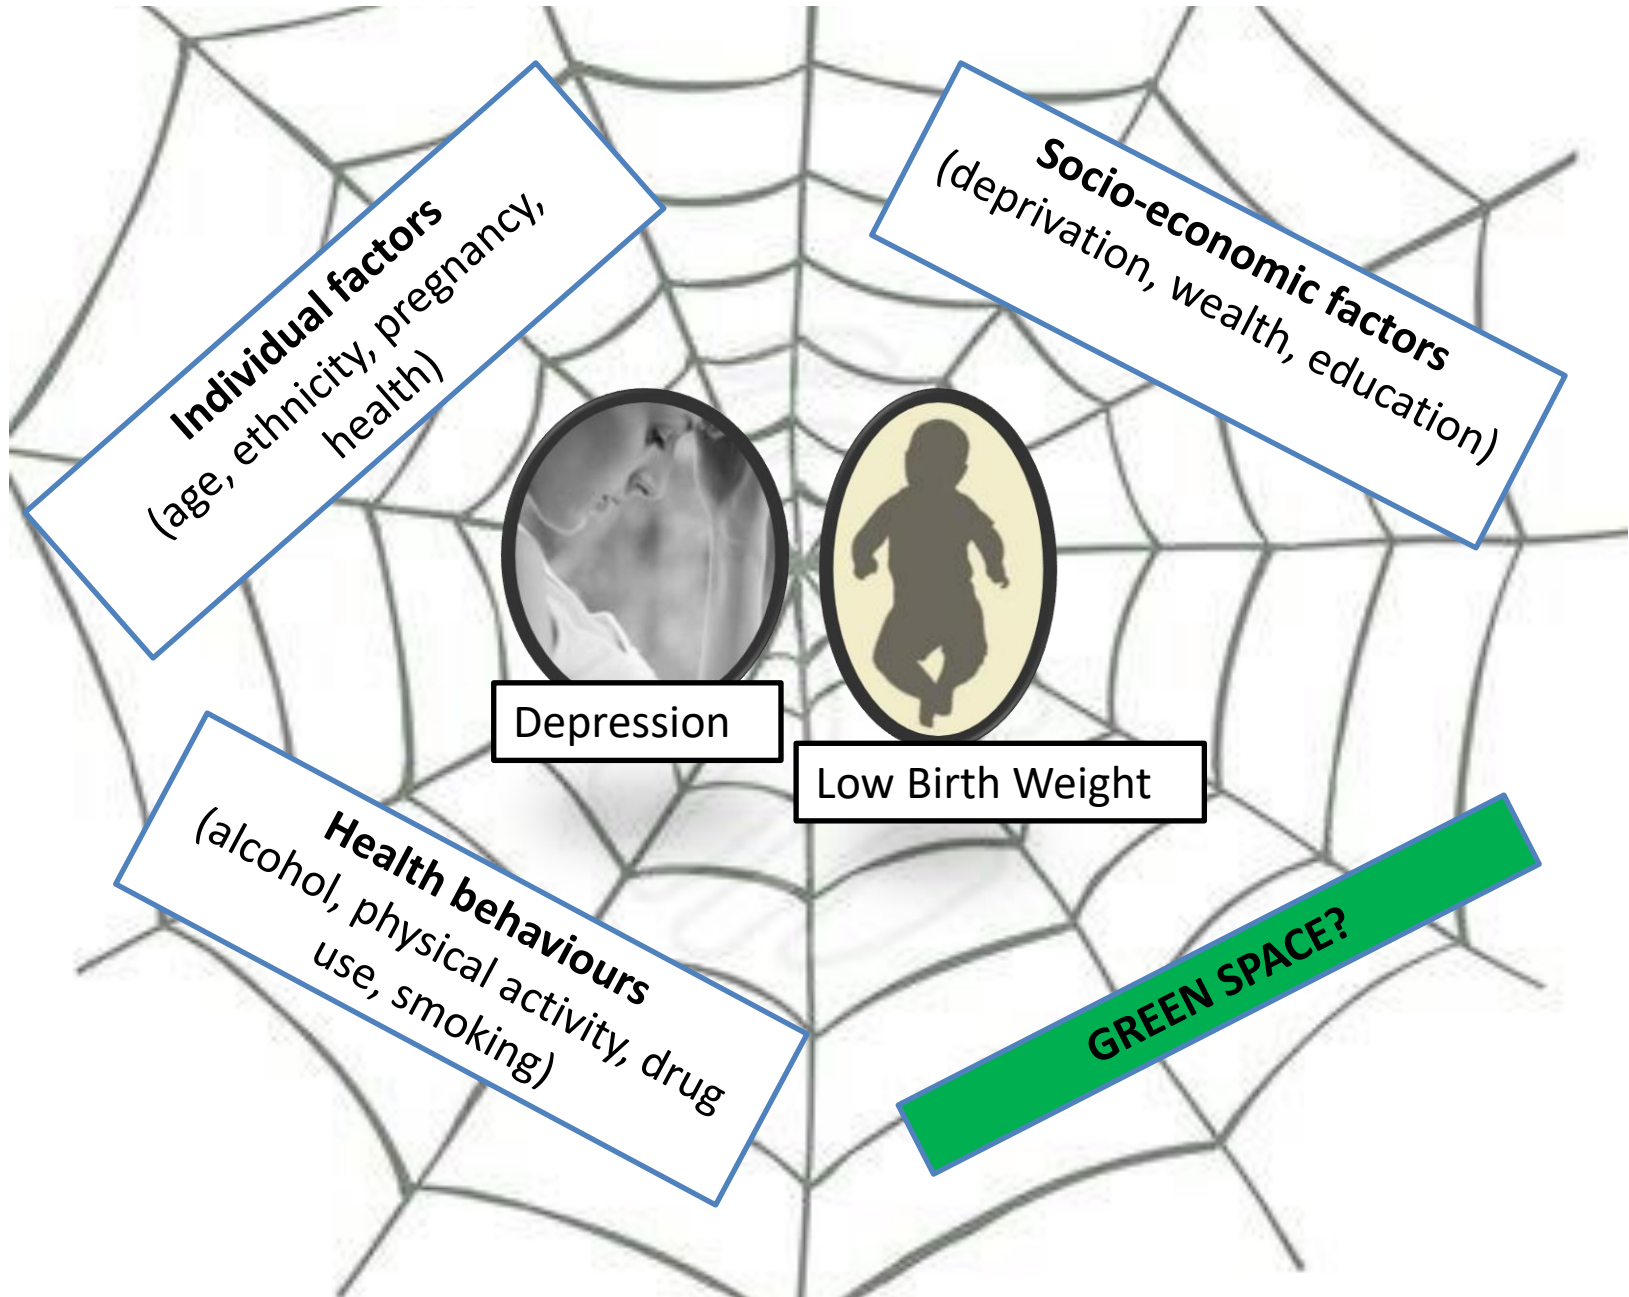 Individual factors
(age, ethnicity, pregnancy,
health)
Socio-economic factors
(deprivation, wealth, education)
Depression
Low Birth Weight
Health behaviours
(alcohol, physical activity, drug
use, smoking)
GREEN SPACE?